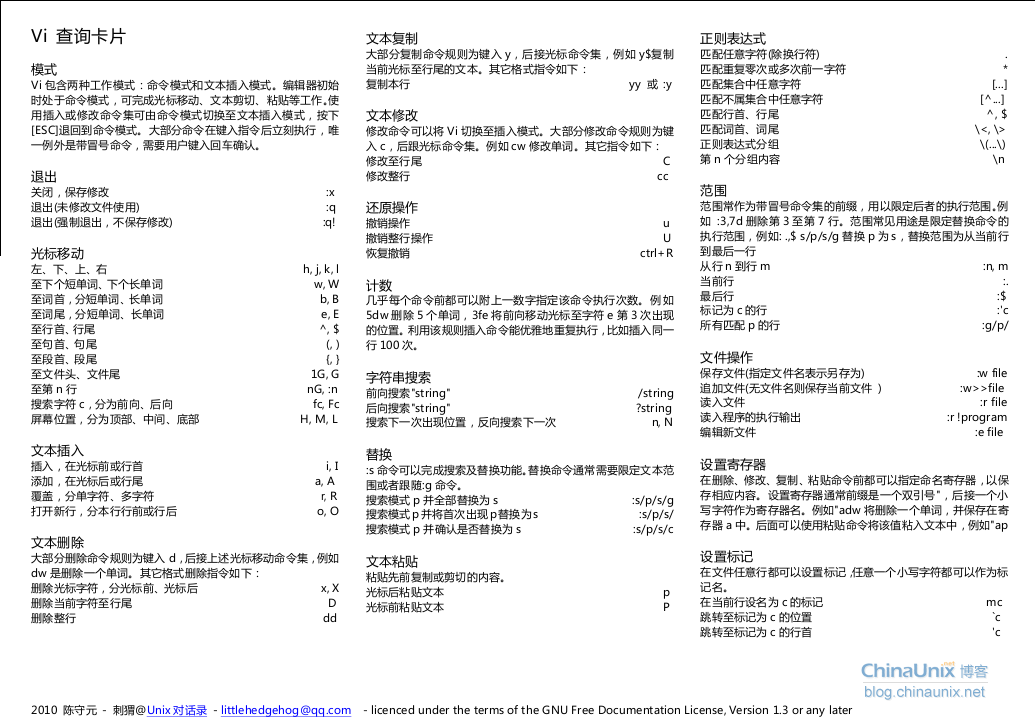 Vi 查询卡片
模式
Vi 包含两种工作模式：命令模式和文本插入模式。编辑器初始
时处于命令模式，可完成光标移动、文本剪切、粘贴等工作。使
用插入或修改命令集可由命令模式切换至文本插入模式，按下
[ESC]退回到命令模式。大部分命令在键入指令后立刻执行，唯
一例外是带冒号命令，需要用户键入回车确认。
退出
关闭，保存修改 :x
退出(未修改文件使用) :q
退出(强制退出，不保存修改) :q!
光标移动
左、下、上、右 h, j, k, l
至下个短单词、下个长单词 w, W
至词首，分短单词、长单词 b, B
至词尾，分短单词、长单词 e, E
至行首、行尾 ^, $
至句首、句尾 (, )
至段首、段尾 {, }
至文件头、文件尾 1G, G
至第 n 行 nG, :n
搜索字符 c，分为前向、后向 fc, Fc
屏幕位置，分为顶部、中间、底部 H, M, L
文本插入
插入，在光标前或行首 i, I
添加，在光标后或行尾 a, A
覆盖，分单字符、多字符 r, R
打开新行，分本行行前或行后 o, O
文本删除
大部分删除命令规则为键入 d，后接上述光标移动命令集，例如
dw 是删除一个单词。其它格式删除指令如下：
删除光标字符，分光标前、光标后 x, X
删除当前字符至行尾 D
删除整行 dd
文本复制
大部分复制命令规则为键入 y，后接光标命令集，例如 y$复制
当前光标至行尾的文本。其它格式指令如下：
复制本行 yy 或 :y
文本修改
修改命令可以将 Vi 切换至插入模式。大部分修改命令规则为键
入 c，后跟光标命令集。例如 cw 修改单词。其它指令如下：
修改至行尾 C
修改整行 cc
还原操作
撤销操作 u
撤销整行操作 U
恢复撤销 ctrl+R
计数
几乎每个命令前都可以附上一数字指定该命令执行次数。例如
5dw 删除 5 个单词，3fe 将前向移动光标至字符 e 第 3 次出现
的位置。利用该规则插入命令能优雅地重复执行，比如插入同一
行 100 次。
字符串搜索
前向搜索"string" /string
后向搜索"string" ?string
搜索下一次出现位置，反向搜索下一次 n, N
替换
:s 命令可以完成搜索及替换功能。替换命令通常需要限定文本范
围或者跟随:g 命令。
搜索模式 p 并全部替换为 s :s/p/s/g
搜索模式 p 并将首次出现 p 替换为 s :s/p/s/
搜索模式 p 并确认是否替换为 s :s/p/s/c
文本粘贴
粘贴先前复制或剪切的内容。
光标后粘贴文本 p
光标前粘贴文本 P
正则表达式
匹配任意字符(除换行符) .
匹配重复零次或多次前一字符 *
匹配集合中任意字符 [...]
匹配不属集合中任意字符 [^...]
匹配行首、行尾 ^, $
匹配词首、词尾 \<, \>
正则表达式分组 \(...\)
第 n 个分组内容 \n
范围
范围常作为带冒号命令集的前缀，用以限定后者的执行范围。例
如 :3,7d 删除第 3 至第 7 行。范围常见用途是限定替换命令的
执行范围，例如: .,$ s/p/s/g 替换 p 为 s，替换范围为从当前行
到最后一行
从行 n 到行 m :n, m
当前行 :.
最后行 :$
标记为 c 的行 :'c
所有匹配 p 的行 :g/p/
文件操作
保存文件(指定文件名表示另存为) :w file
追加文件(无文件名则保存当前文件 ) :w>>file
读入文件 :r file
读入程序的执行输出 :r !program
编辑新文件 :e file
设置寄存器
在删除、修改、复制、粘贴命令前都可以指定命名寄存器，以保
存相应内容。设置寄存器通常前缀是一个双引号"，后接一个小
写字符作为寄存器名。例如"adw 将删除一个单词，并保存在寄
存器 a 中。后面可以使用粘贴命令将该值粘入文本中，例如"ap
设置标记
在文件任意行都可以设置标记，任意一个小写字符都可以作为标
记名。
在当前行设名为 c 的标记 mc
跳转至标记为 c 的位置 `c
跳转至标记为 c 的行首 'c
ChinaUnix.net 博客
blog.chinaunix.net
2010 陈守元 - 刺猬@Unix 对话录 - littlehedgehog@qq.com - licenced under the terms of the GNU Free Documentation License, Version 1.3 or any later